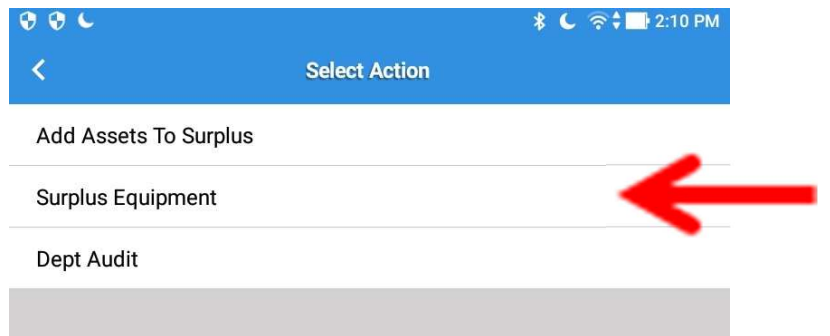 2:10 PM
Select Action
Add Assets To Surplus
Surplus Equipment
Dept Audit